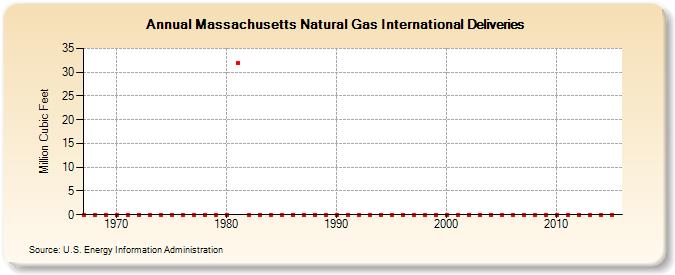 Annual Massachusetts Natural Gas International Deliveries
Million Cubic Feet
35
30
25
20
15
10
5
0
1970 1980 1990 2000 2010
Source: U.S. Energy Information Administration